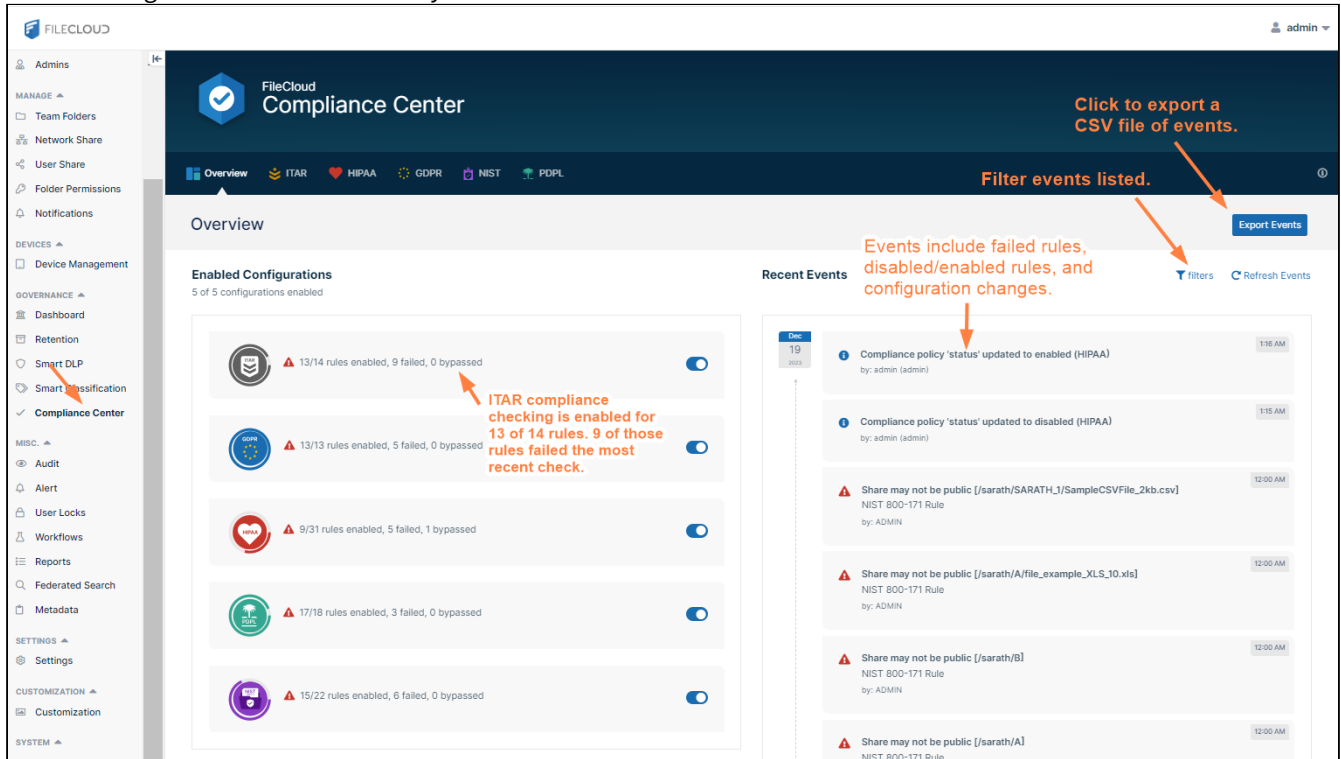 FILECLOUD
admin
Admins
MANAGE
Team Folders
Network Share
User Share
Folder Permissions
Notifications
DEVICES
Device Management
GOVERNANCE
Dashboard
Retention
Smart DLP
Smart Classification
Compliance Center
MISC.
Audit
Alert
User Locks
Workflows
Reports
Federated Search
Metadata
SETTINGS
Settings
CUSTOMIZATION
Customization
SYSTEM
FileCloud
Compliance Center
Click to export a
CSV file of events.
Overview ITAR HIPAA GDPR NIST PDPL
Filter events listed.
Overview
Export Events
Enabled Configurations
5 of 5 configurations enabled
ITAR
13/14 rules enabled, 9 failed, 0 bypassed
ITAR compliance
checking is enabled for
13 of 14 rules. 9 of those
rules failed the most
recent check.
GDPR
13/13 rules enabled, 5 failed, 0 bypassed
HIPAA
9/31 rules enabled, 5 failed, 1 bypassed
PDPL
17/18 rules enabled, 3 failed, 0 bypassed
NIST
15/22 rules enabled, 6 failed, 0 bypassed
Recent Events
Events include failed rules,
disabled/enabled rules, and
configuration changes.
filters Refresh Events
Dec
19
2023
Compliance policy 'status' updated to enabled (HIPAA)
by: admin (admin)
1:16 AM
Compliance policy 'status' updated to disabled (HIPAA)
by: admin (admin)
1:15 AM
Share may not be public [/sarath/SARATH_1/SampleCSVFile_2kb.csv]
NIST 800-171 Rule
by: ADMIN
12:00 AM
Share may not be public [/sarath/A/file_example_XLS_10.xls]
NIST 800-171 Rule
by: ADMIN
12:00 AM
Share may not be public [/sarath/B]
NIST 800-171 Rule
by: ADMIN
12:00 AM
Share may not be public [/sarath/A]
NIST 800-171 Rule
12:00 AM